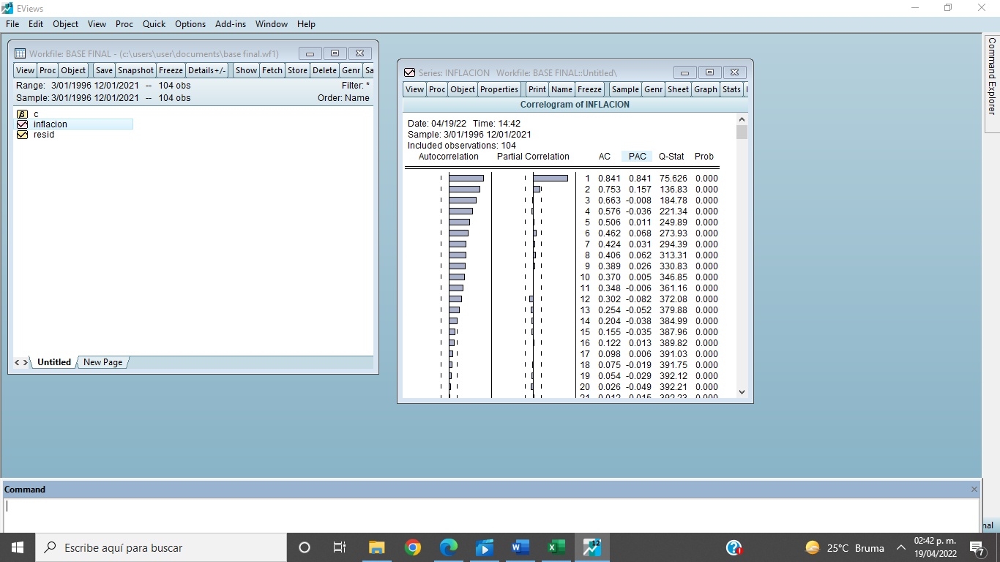 EViews
File Edit Object View Proc Quick Options Add-ins Window Help
Workfile: BASE FINAL - (c:\users\user\documents\base final.wf1)
View Proc Object Save Snapshot Freeze Details+/- Show Fetch Store Delete Genr Sa
Range: 3/01/1996 12/01/2021 -- 104 obs Filter: *
Sample: 3/01/1996 12/01/2021 -- 104 obs Order: Name
β c
inflacion
resid
< > Untitled New Page
Series: INFLACION Workfile: BASE FINAL::Untitled\
View Proc Object Properties Print Name Freeze Sample Genr Sheet Graph Stats I
Correlogram of INFLACION
Date: 04/19/22 Time: 14:42
Sample: 3/01/1996 12/01/2021
Included observations: 104
Autocorrelation Partial Correlation AC PAC Q-Stat Prob
1 0.841 0.841 75.626 0.000
2 0.753 0.157 136.83 0.000
3 0.663 -0.008 184.78 0.000
4 0.576 -0.036 221.34 0.000
5 0.506 0.011 249.89 0.000
6 0.462 0.068 273.93 0.000
7 0.424 0.031 294.39 0.000
8 0.406 0.062 313.31 0.000
9 0.389 0.026 330.83 0.000
10 0.370 0.005 346.85 0.000
11 0.348 -0.006 361.16 0.000
12 0.302 -0.082 372.08 0.000
13 0.254 -0.052 379.88 0.000
14 0.204 -0.038 384.99 0.000
15 0.155 -0.035 387.96 0.000
16 0.122 0.013 389.82 0.000
17 0.098 0.006 391.03 0.000
18 0.075 -0.019 391.75 0.000
19 0.054 -0.029 392.12 0.000
20 0.026 -0.049 392.21 0.000
21 0.012 0.015 392.23 0.000
Command Explorer
Command
nal
Escribe aquí para buscar
12
25°C Bruma
02:42 p. m.
19/04/2022
7